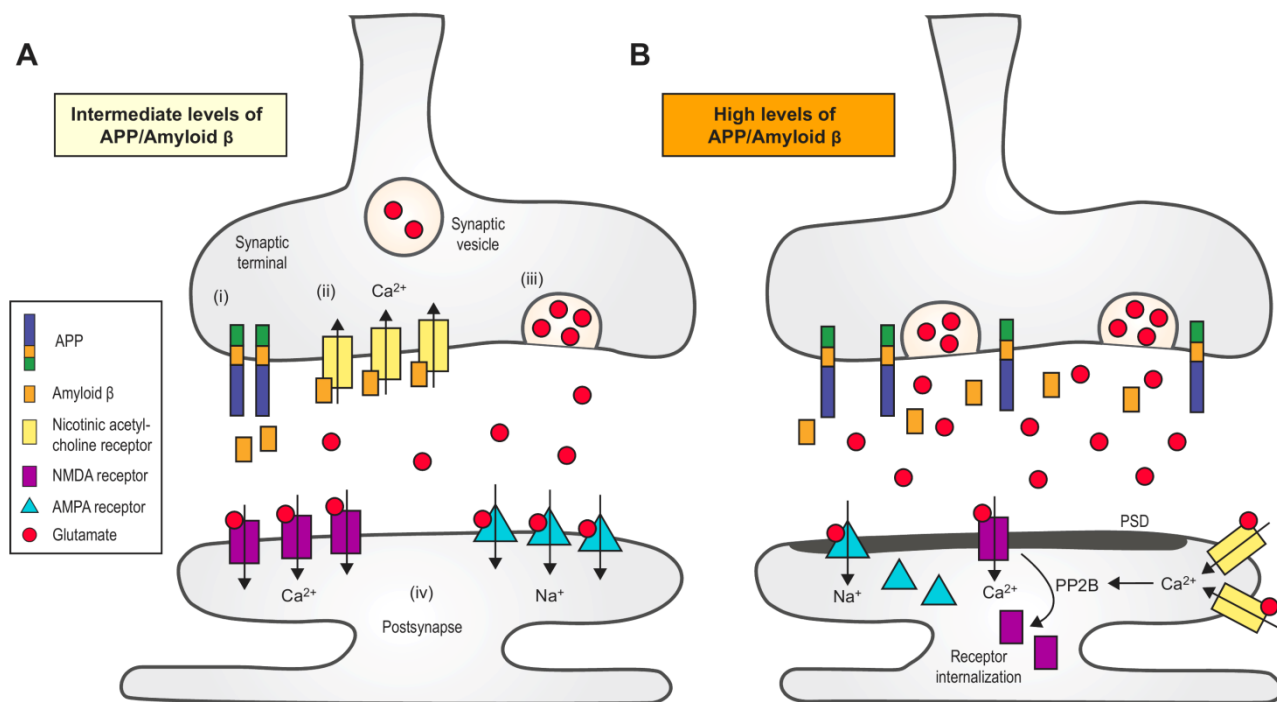 A
B
Intermediate levels of
APP/Amyloid β
High levels of
APP/Amyloid β
Synaptic
vesicle
Synaptic
terminal
(i)
(ii)
Ca²⁺
(iii)
APP
Amyloid β
Nicotinic acetyl-
choline receptor
NMDA receptor
AMPA receptor
Glutamate
Ca²⁺
(iv)
Na⁺
Postsynapse
PSD
Na⁺
Ca²⁺
PP2B
Ca²⁺
Receptor
internalization